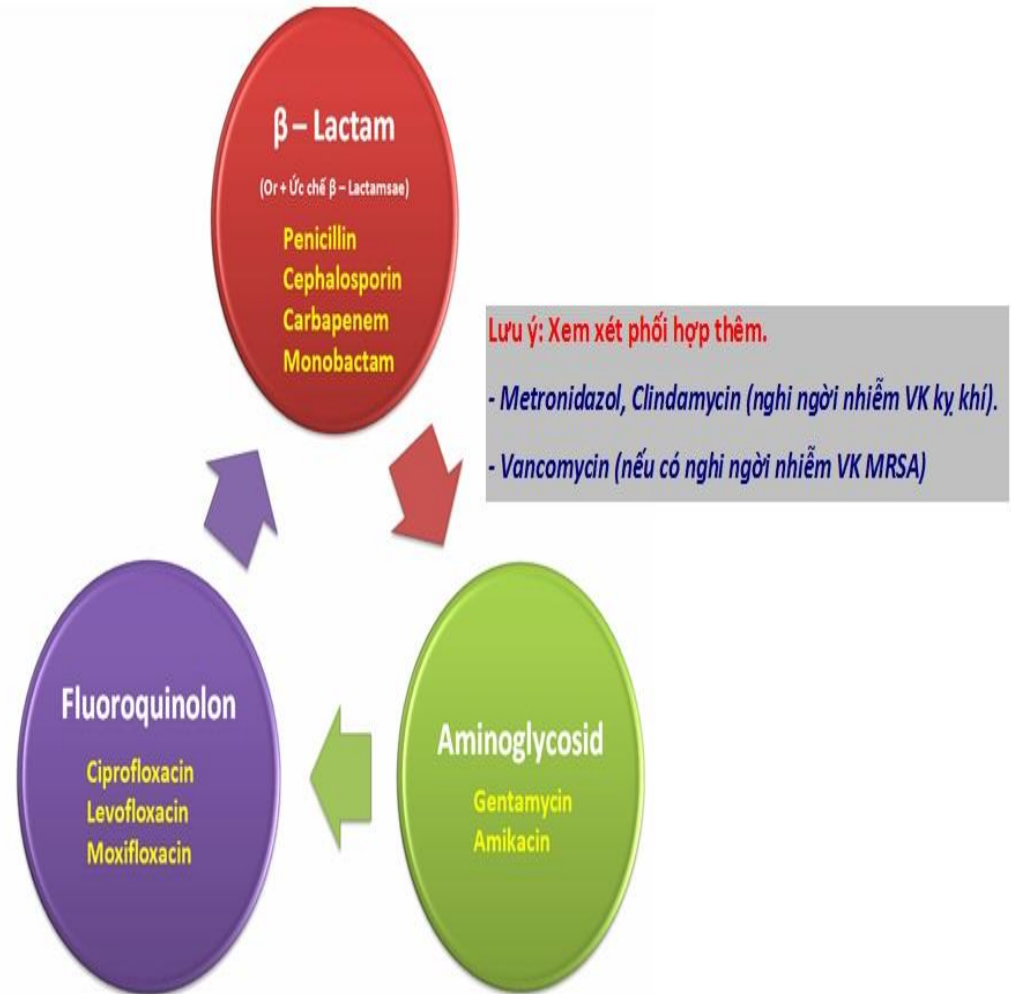 β – Lactam
(Or + Ức chế β – Lactamsae)
Penicillin
Cephalosporin
Carbapenem
Monobactam
Lưu ý: Xem xét phối hợp thêm.
- Metronidazol, Clindamycin (nghi ngời nhiễm VK kỵ khí).
- Vancomycin (nếu có nghi ngời nhiễm VK MRSA)
Fluoroquinolon
Ciprofloxacin
Levofloxacin
Moxifloxacin
Aminoglycosid
Gentamycin
Amikacin